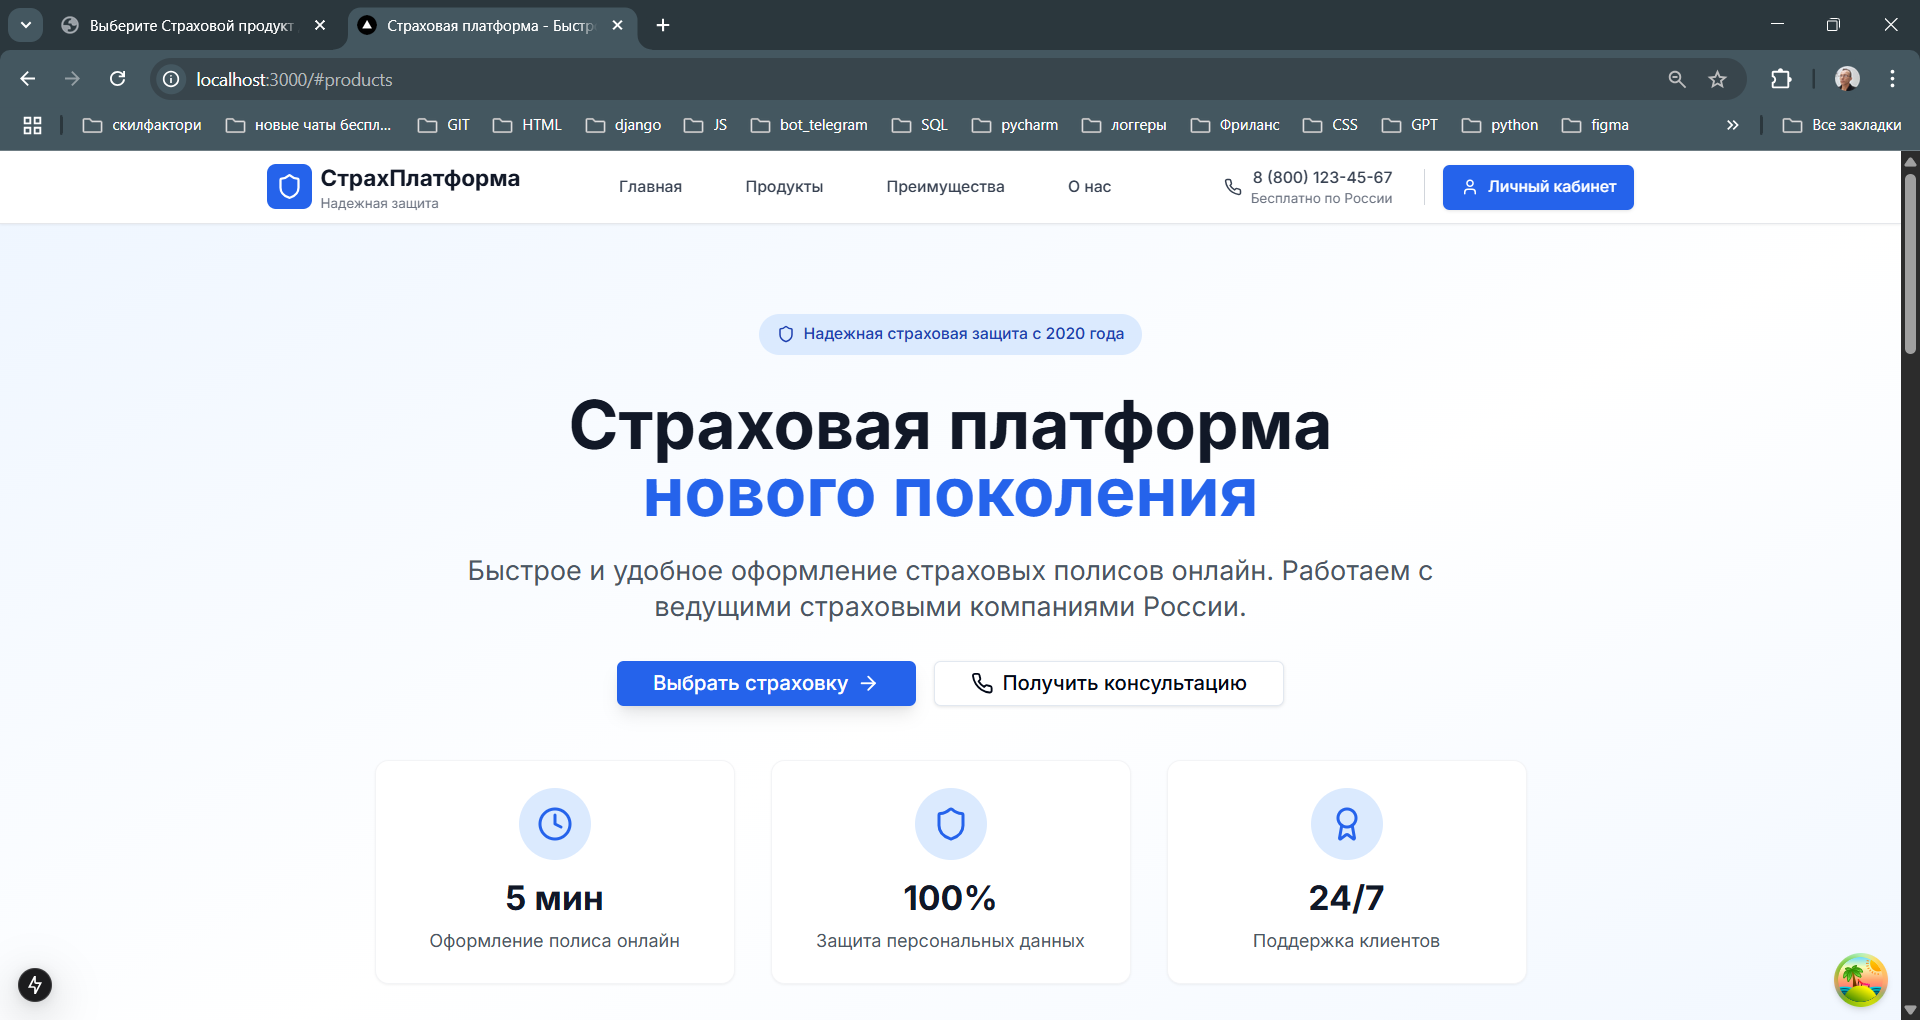 Выберите Страховой продукт
Страховая платформа - Быстр
localhost:3000/#products
скилфактори
новые чаты беспл...
GIT
HTML
django
JS
bot_telegram
SQL
pycharm
логгеры
Фриланс
CSS
GPT
python
figma
»
Все закладки
СтрахПлатформа
Надежная защита
Главная
Продукты
Преимущества
О нас
8 (800) 123-45-67
Бесплатно по России
Личный кабинет
Надежная страховая защита с 2020 года
Страховая платформа
нового поколения
Быстрое и удобное оформление страховых полисов онлайн. Работаем с
ведущими страховыми компаниями России.
Выбрать страховку
Получить консультацию
5 мин
Оформление полиса онлайн
100%
Защита персональных данных
24/7
Поддержка клиентов